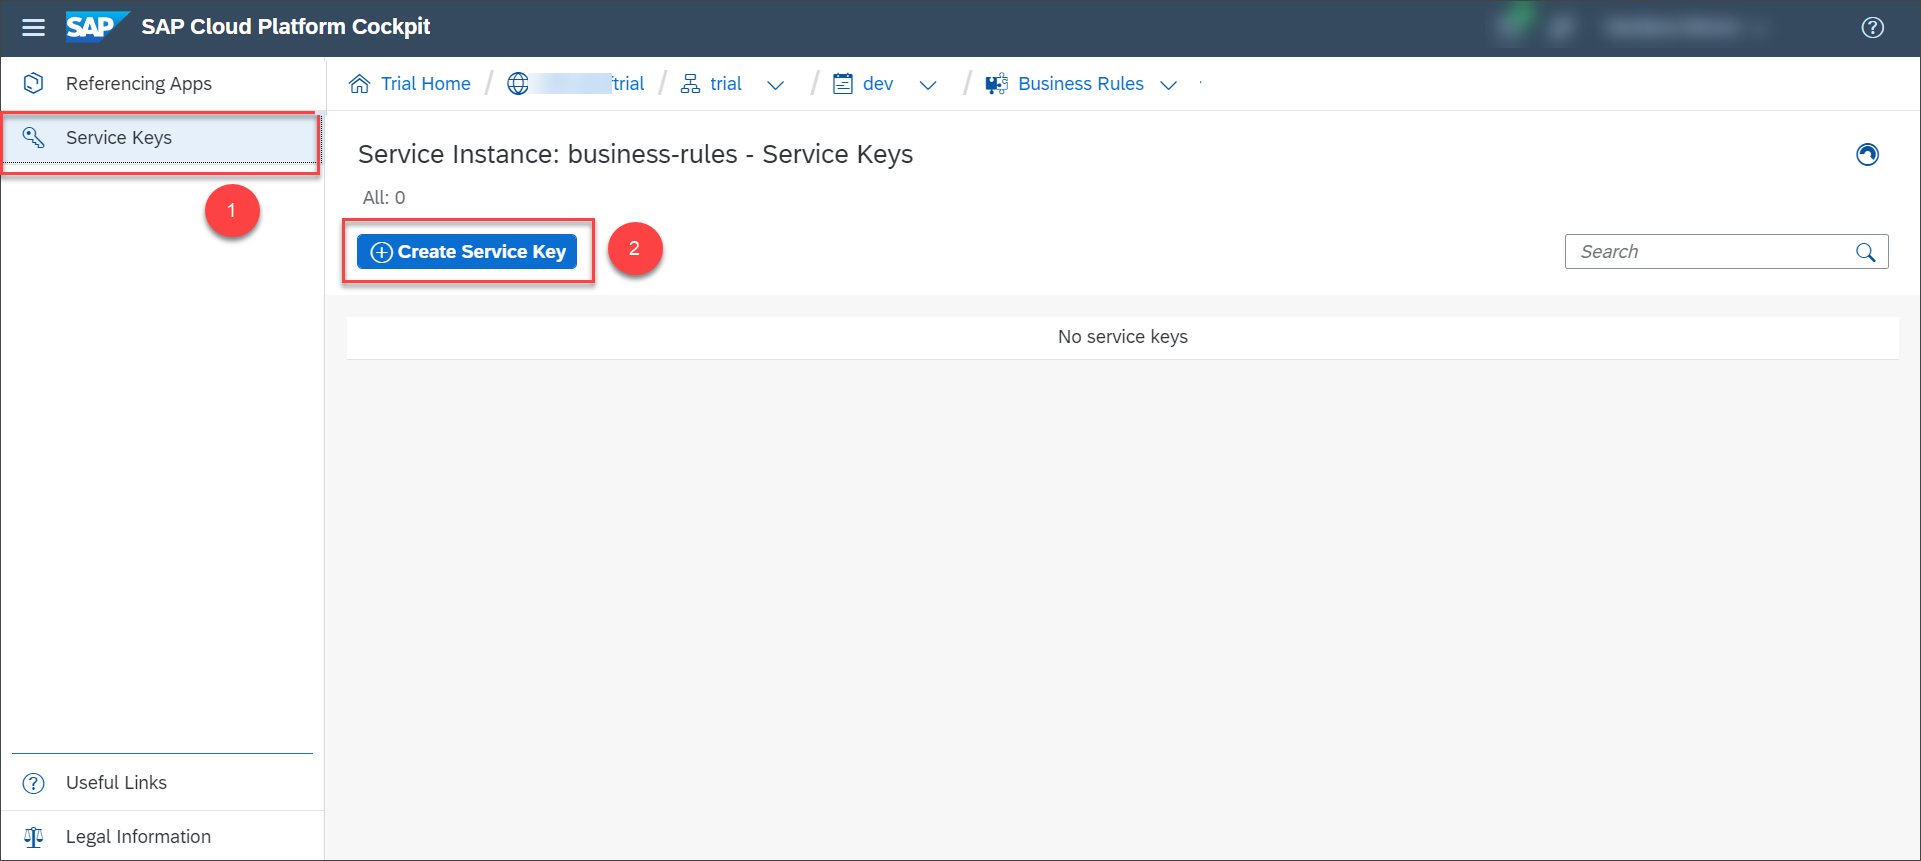 SAP SAP Cloud Platform Cockpit
Referencing Apps
Service Keys
1
Useful Links
Legal Information
Trial Home / trial / trial / dev / Business Rules
Service Instance: business-rules - Service Keys
All: 0
Create Service Key
2
Search
No service keys